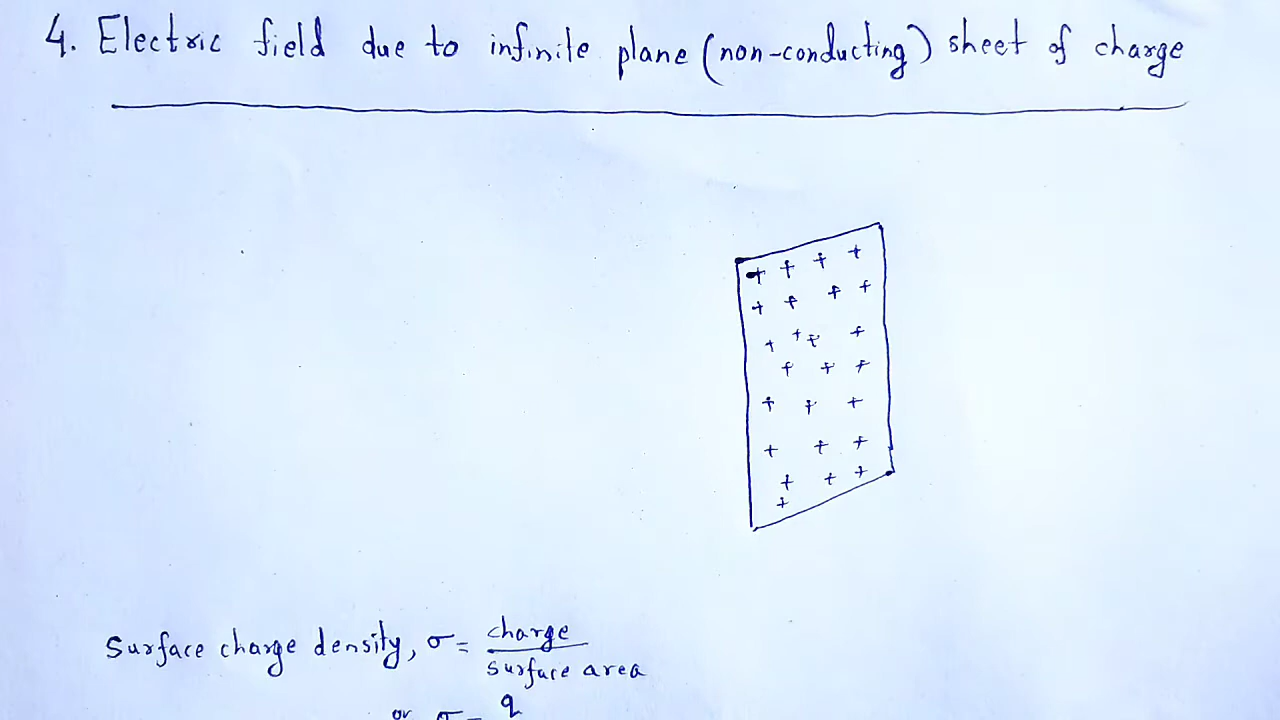 4. Electric field due to infinite plane (non-conducting) sheet of charge
+ + + +
+ + + +
+ + + +
+ + +
+ + +
+ + +
+ + +
+
Surface charge density, σ = charge
surface area
or σ = q